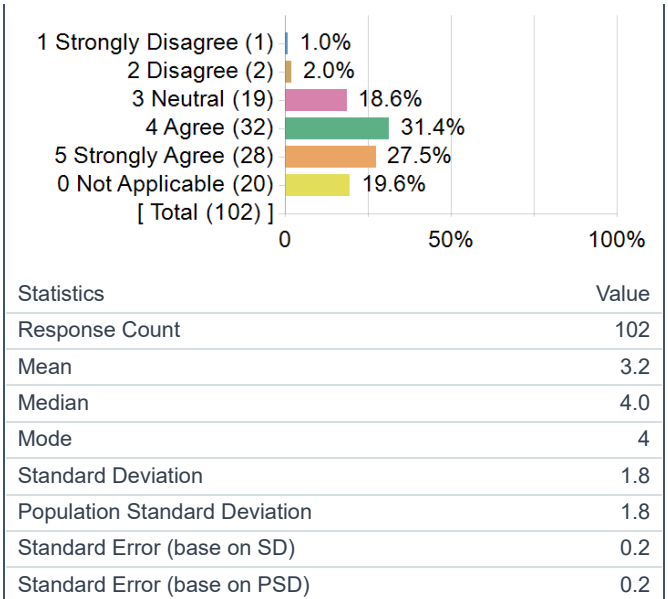 1 Strongly Disagree (1) 1.0%
2 Disagree (2) 2.0%
3 Neutral (19) 18.6%
4 Agree (32) 31.4%
5 Strongly Agree (28) 27.5%
0 Not Applicable (20) 19.6%
[ Total (102) ]
0 50% 100%
Statistics Value
Response Count 102
Mean 3.2
Median 4.0
Mode 4
Standard Deviation 1.8
Population Standard Deviation 1.8
Standard Error (base on SD) 0.2
Standard Error (base on PSD) 0.2